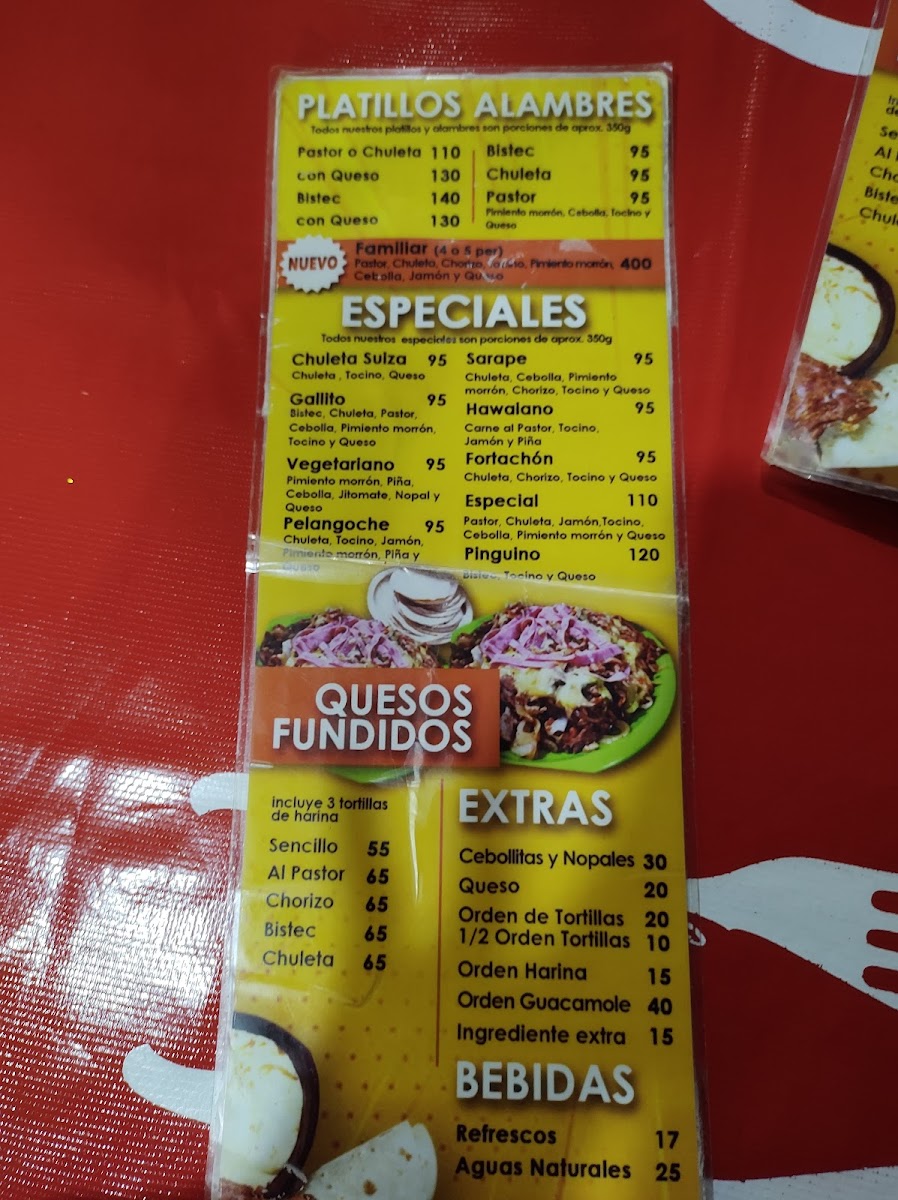 PLATILLOS ALAMBRES
Todos nuestros platillos y alambres son porciones de aprox. 350g
Pastor o Chuleta 110
con Queso 130
Bistec 140
con Queso 130
Bistec 95
Chuleta 95
Pastor 95
Pimiento morrón, Cebolla, Tocino y
Queso
NUEVO
Familiar (4 o 5 per)
Pastor, Chuleta, Chorizo, Pimiento morrón, 400
Cebolla, Jamón y Queso
ESPECIALES
Todos nuestros especiales son porciones de aprox. 350g
Chuleta Suiza 95
Chuleta , Tocino, Queso
Gallito 95
Bistec, Chuleta, Pastor,
Cebolla, Pimiento morrón,
Tocino y Queso
Vegetariano 95
Pimiento morrón, Piña,
Cebolla, Jitomate, Nopal y
Queso
Pelangoche 95
Chuleta, Tocino, Jamón,
Pimiento morrón, Piña y
Queso
Sarape 95
Chuleta, Cebolla, Pimiento
morrón, Chorizo, Tocino y Queso
Hawaiano 95
Carne al Pastor, Tocino,
Jamón y Piña
Fortachón 95
Chuleta, Chorizo, Tocino y Queso
Especial 110
Pastor, Chuleta, Jamón,Tocino,
Cebolla, Pimiento morrón y Queso
Pinguino 120
Bistec, Tocino y Queso
QUESOS
FUNDIDOS
incluye 3 tortillas
de harina
Sencillo 55
Al Pastor 65
Chorizo 65
Bistec 65
Chuleta 65
EXTRAS
Cebollitas y Nopales 30
Queso 20
Orden de Tortillas 20
1/2 Orden Tortillas 10
Orden Harina 15
Orden Guacamole 40
Ingrediente extra 15
BEBIDAS
Refrescos 17
Aguas Naturales 25